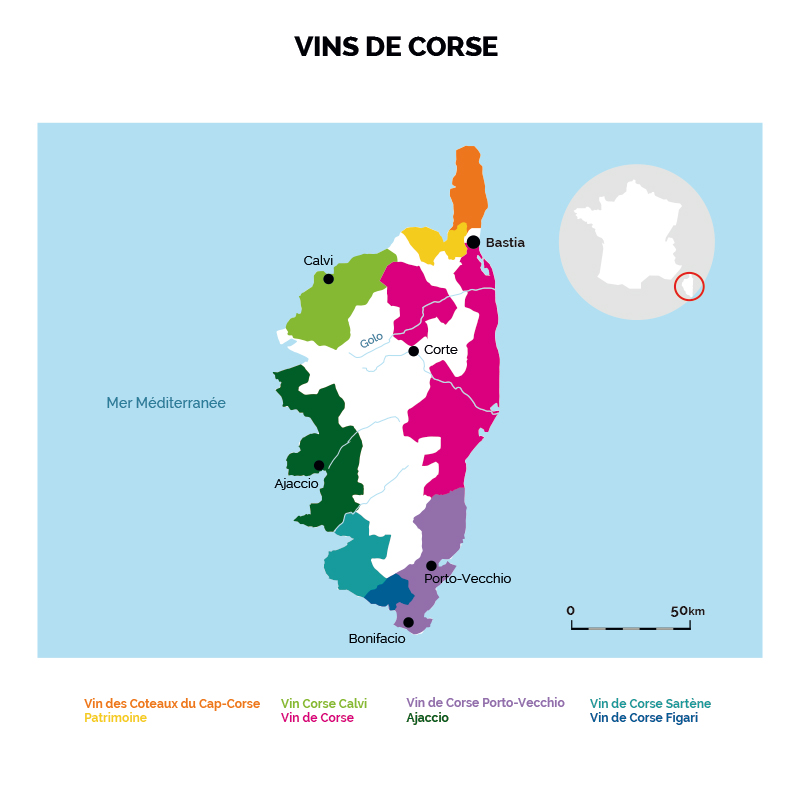 VINS DE CORSE
Bastia
Calvi
Golo
Corte
Mer Méditerranée
Ajaccio
Porto-Vecchio
0 50km
Bonifacio
Vin des Coteaux du Cap-Corse
Patrimoine
Vin Corse Calvi
Vin de Corse
Vin de Corse Porto-Vecchio
Ajaccio
Vin de Corse Sartène
Vin de Corse Figari